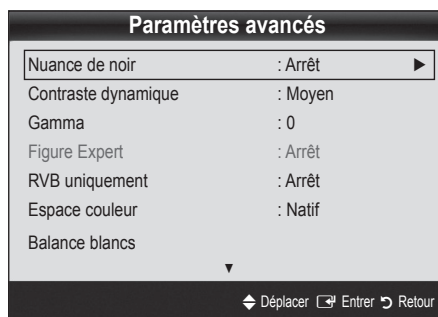 Paramètres avancés
Nuance de noir : Arrêt ▶
Contraste dynamique : Moyen
Gamma : 0
Figure Expert : Arrêt
RVB uniquement : Arrêt
Espace couleur : Natif
Balance blancs
▼
Déplacer Entrer Retour